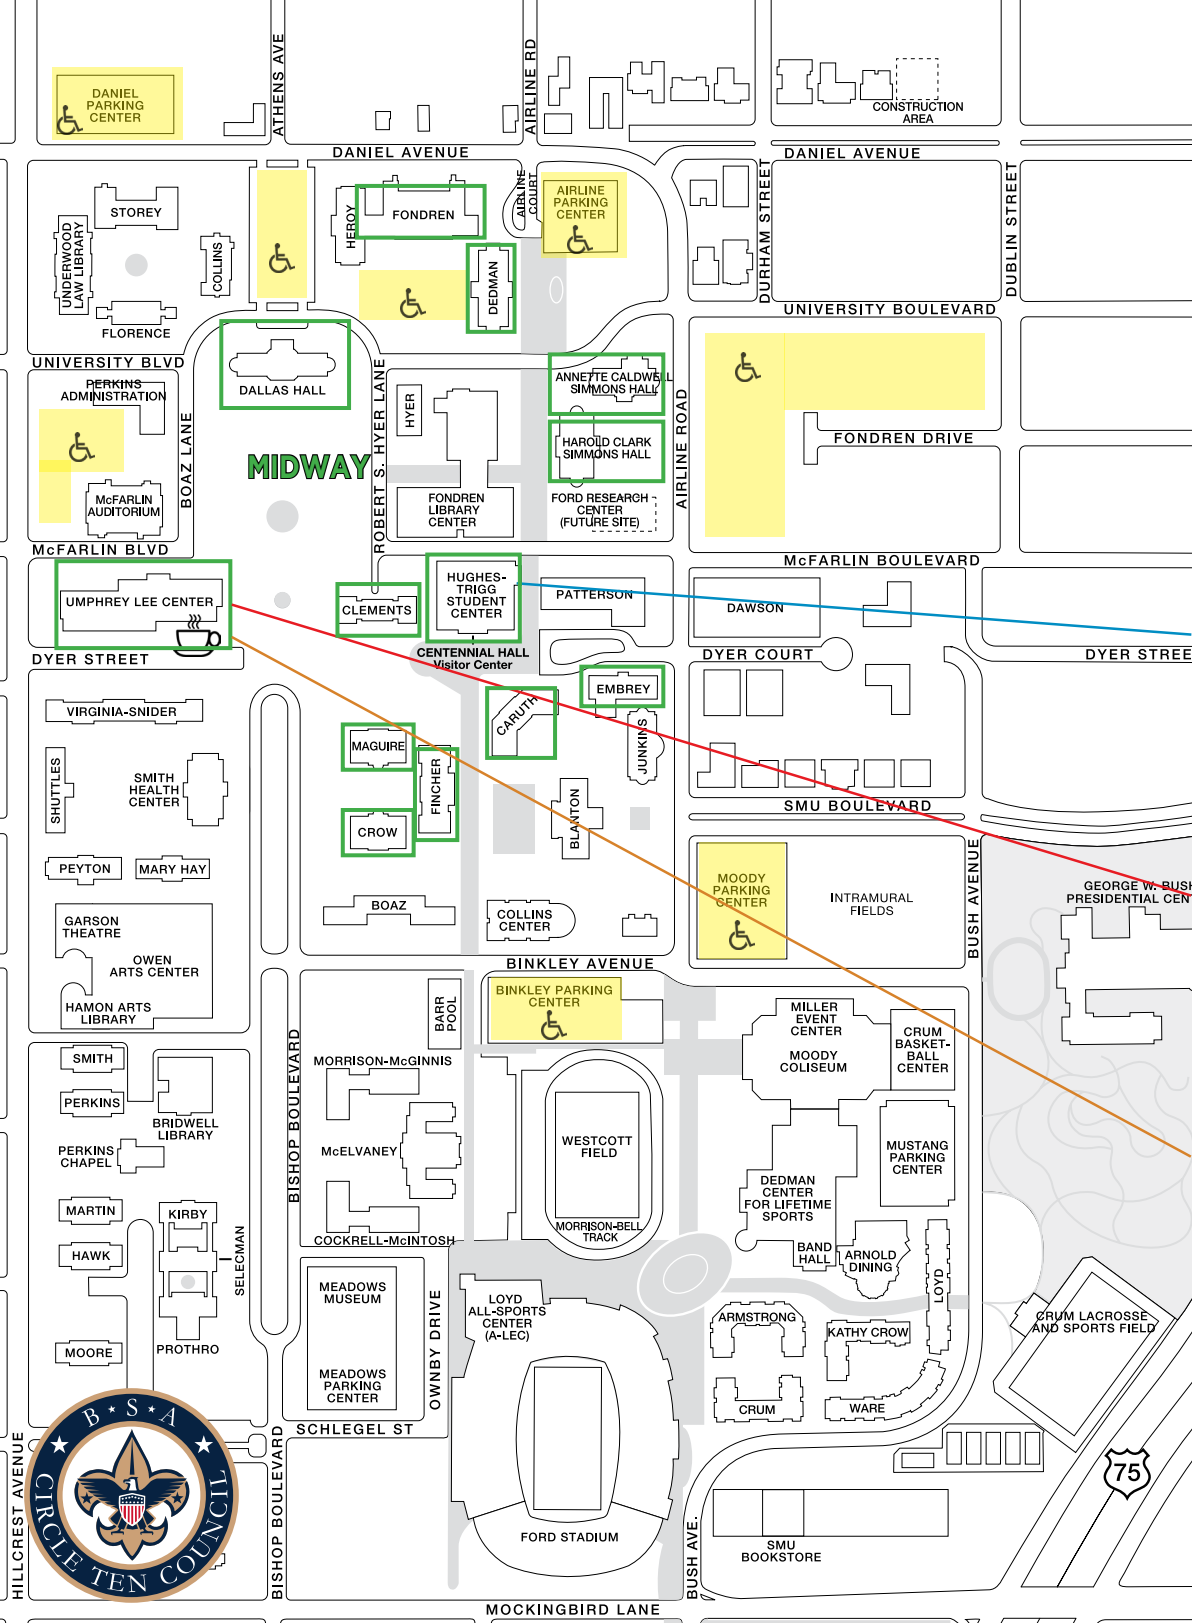 ATHENS AVE
AIRLINE RD
DANIEL
PARKING
CENTER
CONSTRUCTION
AREA
DANIEL AVENUE
DANIEL AVENUE
STOREY
UNDERWOOD
LAW LIBRARY
COLLINS
FLORENCE
HEROY
FONDREN
AIRLINE
COURT
AIRLINE
PARKING
CENTER
DEDMAN
DURHAM STREET
DUBLIN STREET
UNIVERSITY BOULEVARD
UNIVERSITY BLVD
DALLAS HALL
PERKINS
ADMINISTRATION
BOAZ LANE
ROBERT S. HYER LANE
HYER
ANNETTE CALDWELL
SIMMONS HALL
HAROLD CLARK
SIMMONS HALL
AIRLINE ROAD
FONDREN DRIVE
MIDWAY
McFARLIN
AUDITORIUM
FONDREN
LIBRARY
CENTER
FORD RESEARCH
CENTER
(FUTURE SITE)
McFARLIN BLVD
McFARLIN BOULEVARD
UMPHREY LEE CENTER
CLEMENTS
HUGHES-
TRIGG
STUDENT
CENTER
PATTERSON
DAWSON
CENTENNIAL HALL
Visitor Center
DYER STREET
DYER COURT
DYER STREE
EMBREY
CARUTH
JUNKINS
VIRGINIA-SNIDER
MAGUIRE
FINCHER
SHUTTLES
SMITH
HEALTH
CENTER
CROW
BLANTON
SMU BOULEVARD
PEYTON
MARY HAY
MOODY
PARKING
CENTER
INTRAMURAL
FIELDS
BUSH AVENUE
GEORGE W. BUSH
PRESIDENTIAL CEN
BOAZ
COLLINS
CENTER
GARSON
THEATRE
OWEN
ARTS CENTER
HAMON ARTS
LIBRARY
BINKLEY AVENUE
BARR
POOL
BINKLEY PARKING
CENTER
MILLER
EVENT
CENTER
MOODY
COLISEUM
CRUM
BASKET-
BALL
CENTER
SMITH
PERKINS
BRIDWELL
LIBRARY
PERKINS
CHAPEL
BISHOP BOULEVARD
MORRISON-McGINNIS
McELVANEY
COCKRELL-McINTOSH
WESTCOTT
FIELD
MORRISON-BELL
TRACK
MUSTANG
PARKING
CENTER
DEDMAN
CENTER
FOR LIFETIME
SPORTS
BAND
HALL
ARNOLD
DINING
LOYD
MARTIN
KIRBY
HAWK
SELECMAN
MOORE
PROTHRO
MEADOWS
MUSEUM
MEADOWS
PARKING
CENTER
OWNBY DRIVE
LOYD
ALL-SPORTS
CENTER
(A-LEC)
ARMSTRONG
KATHY CROW
CRUM
WARE
CRUM LACROSSE
AND SPORTS FIELD
SCHLEGEL ST
75
HILLCREST AVENUE
B · S · A
CIRCLE TEN COUNCIL
BISHOP BOULEVARD
FORD STADIUM
BUSH AVE.
SMU
BOOKSTORE
MOCKINGBIRD LANE